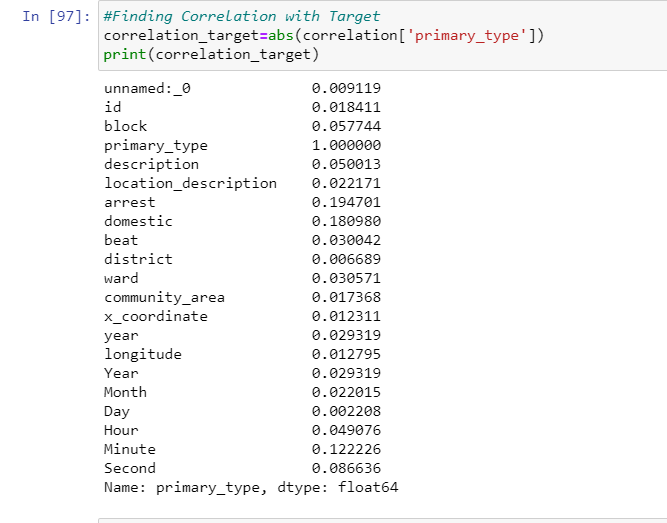 In [97]: #Finding Correlation with Target
correlation_target=abs(correlation['primary_type'])
print(correlation_target)
unnamed:_0 0.009119
id 0.018411
block 0.057744
primary_type 1.000000
description 0.050013
location_description 0.022171
arrest 0.194701
domestic 0.180980
beat 0.030042
district 0.006689
ward 0.030571
community_area 0.017368
x_coordinate 0.012311
year 0.029319
longitude 0.012795
Year 0.029319
Month 0.022015
Day 0.002208
Hour 0.049076
Minute 0.122226
Second 0.086636
Name: primary_type, dtype: float64